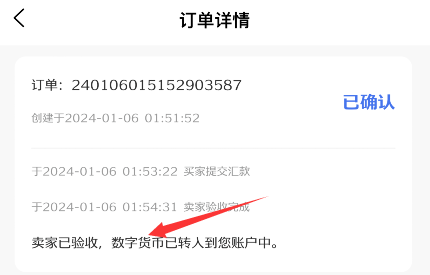 订单详情
订单：240106015152903587
已确认
创建于2024-01-06 01:51:52
于2024-01-06 01:53:22 买家提交汇款
于2024-01-06 01:54:31 卖家验收完成
卖家已验收，数字货币已转入到您账户中。